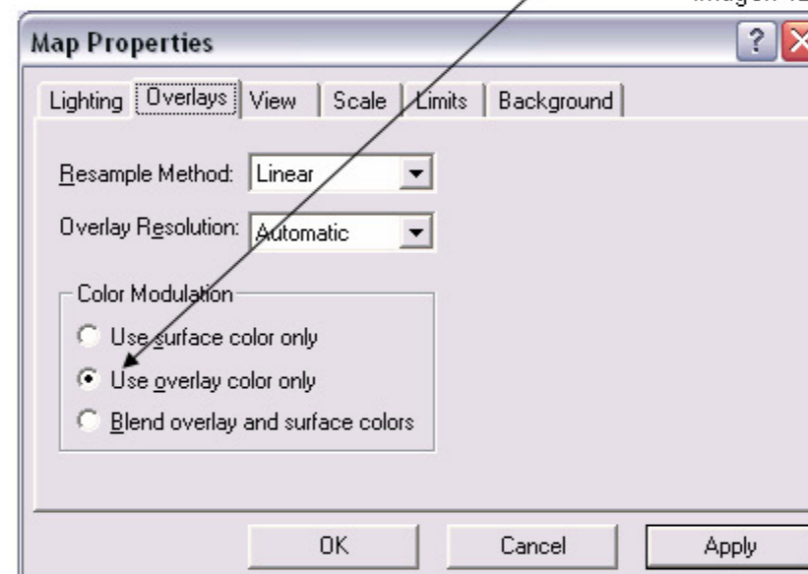 Map Properties
Lighting Overlays View Scale Limits Background
Resample Method: Linear
Overlay Resolution: Automatic
Color Modulation
Use surface color only
Use overlay color only
Blend overlay and surface colors
OK Cancel Apply